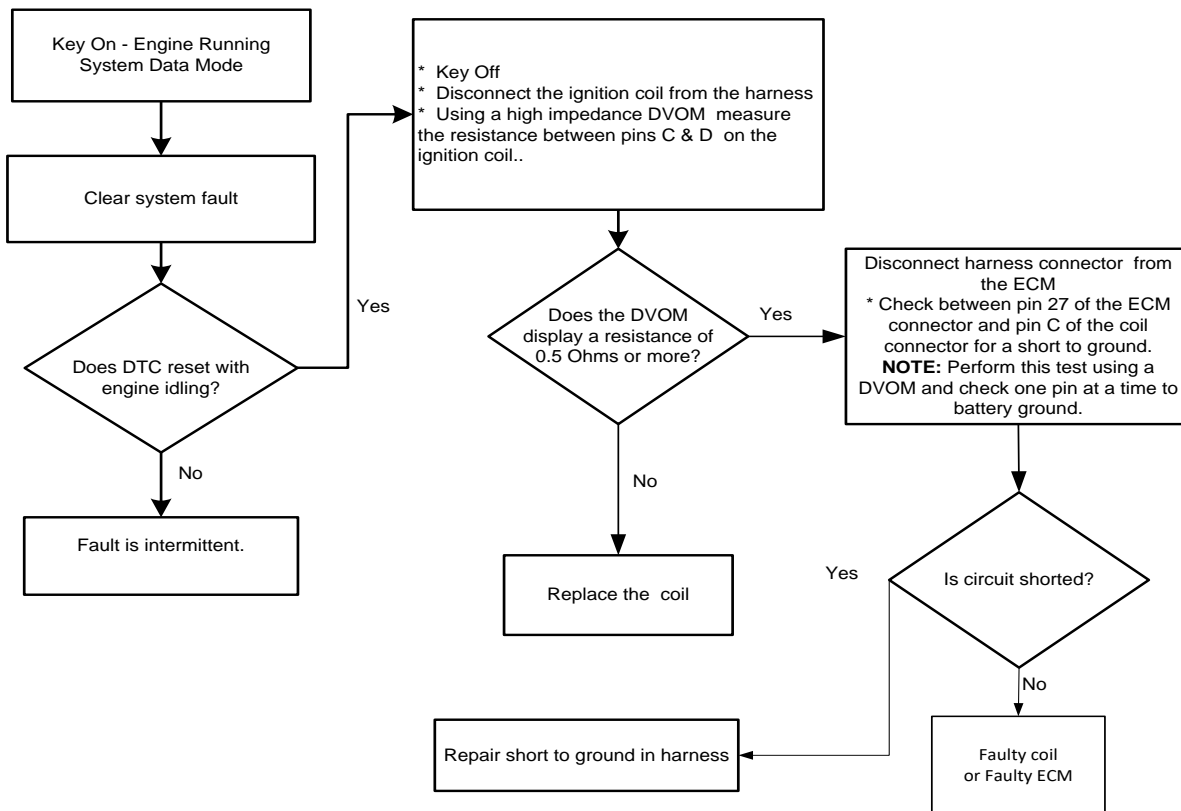 Key On - Engine Running
System Data Mode
Clear system fault
Does DTC reset with
engine idling?
Yes
No
Fault is intermittent.
* Key Off
* Disconnect the ignition coil from the harness
* Using a high impedance DVOM measure
the resistance between pins C & D on the
ignition coil..
Does the DVOM
display a resistance of
0.5 Ohms or more?
Yes
No
Replace the coil
Disconnect harness connector from
the ECM
* Check between pin 27 of the ECM
connector and pin C of the coil
connector for a short to ground.
NOTE: Perform this test using a
DVOM and check one pin at a time to
battery ground.
Is circuit shorted?
Yes
No
Repair short to ground in harness
Faulty coil
or Faulty ECM